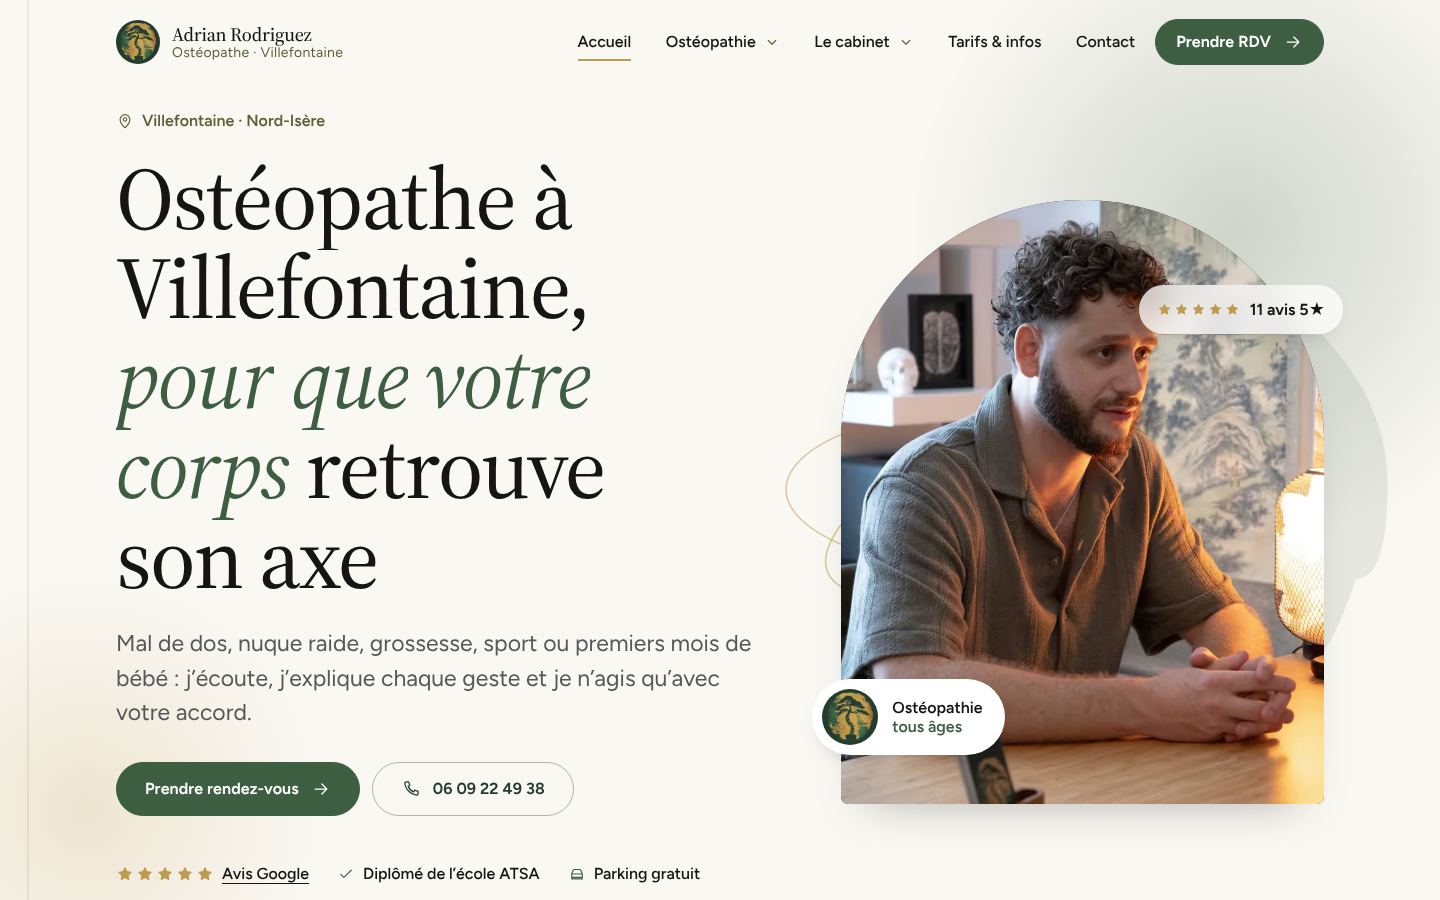 Adrian Rodriguez
Ostéopathe · Villefontaine
Accueil
Ostéopathie
Le cabinet
Tarifs & infos
Contact
Prendre RDV
Villefontaine · Nord-Isère
Ostéopathe à
Villefontaine,
pour que votre
corps retrouve
son axe
11 avis 5★
Mal de dos, nuque raide, grossesse, sport ou premiers mois de
bébé : j’écoute, j’explique chaque geste et je n’agis qu’avec
votre accord.
Ostéopathie
tous âges
Prendre rendez-vous
06 09 22 49 38
Avis Google
Diplômé de l’école ATSA
Parking gratuit